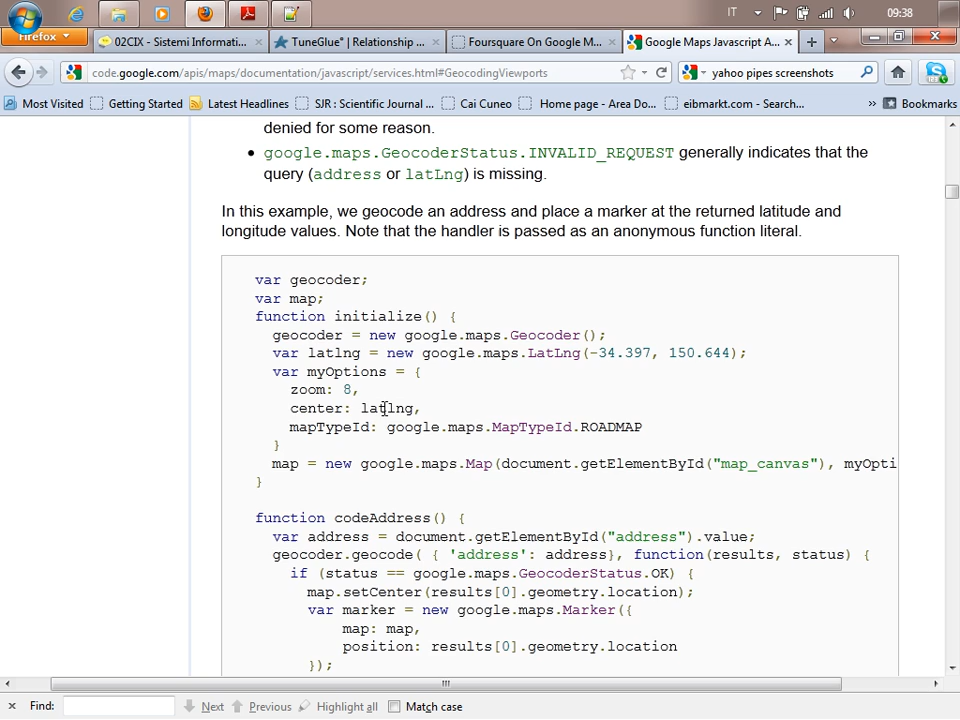 IT
09:38
Firefox
02CIX - Sistemi Informati...
TuneGlue° | Relationship ...
Foursquare On Google M...
Google Maps Javascript A...
code.google.com/apis/maps/documentation/javascript/services.html#GeocodingViewports
yahoo pipes screenshots
Most Visited
Getting Started
Latest Headlines
SJR : Scientific Journal ...
Cai Cuneo
Home page - Area Do...
eibmarkt.com - Search...
»
Bookmarks
denied for some reason.
• google.maps.GeocoderStatus.INVALID_REQUEST generally indicates that the
query (address or latLng) is missing.
In this example, we geocode an address and place a marker at the returned latitude and
longitude values. Note that the handler is passed as an anonymous function literal.
var geocoder;
var map;
function initialize() {
geocoder = new google.maps.Geocoder();
var latlng = new google.maps.LatLng(-34.397, 150.644);
var myOptions = {
zoom: 8,
center: latlng,
mapTypeId: google.maps.MapTypeId.ROADMAP
}
map = new google.maps.Map(document.getElementById("map_canvas"), myOpti
}
function codeAddress() {
var address = document.getElementById("address").value;
geocoder.geocode( { 'address': address}, function(results, status) {
if (status == google.maps.GeocoderStatus.OK) {
map.setCenter(results[0].geometry.location);
var marker = new google.maps.Marker({
map: map,
position: results[0].geometry.location
});
Find:
Next
Previous
Highlight all
Match case